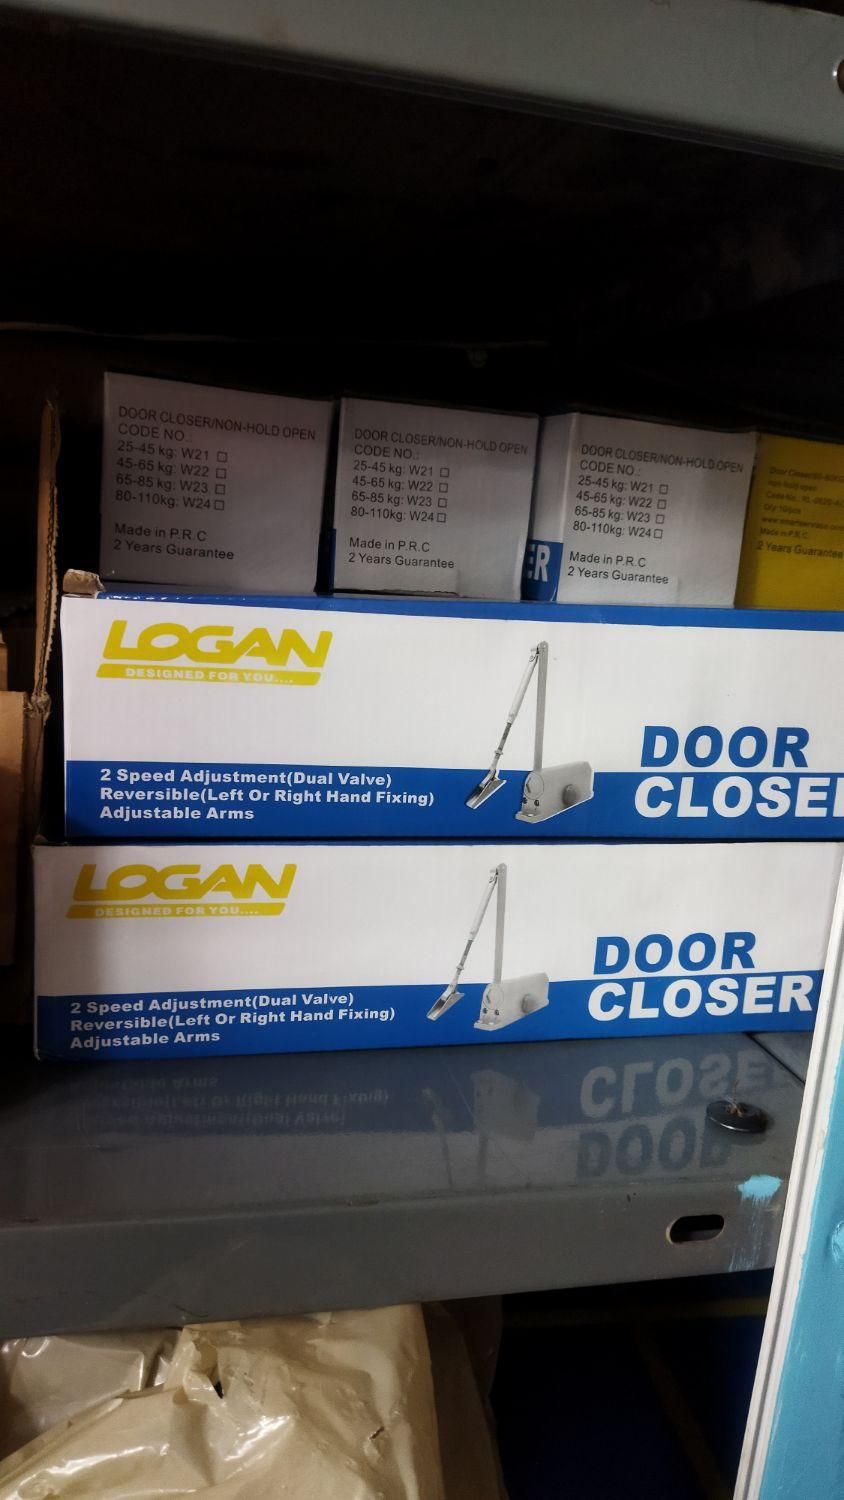 DOOR CLOSER/NON-HOLD OPEN
CODE NO.:
25-45 kg: W21 □
45-65 kg: W22 □
65-85 kg: W23 □
80-110kg: W24 □
Made in P.R.C
2 Years Guarantee
DOOR CLOSER/NON-HOLD OPEN
CODE NO.:
25-45 kg: W21 □
45-65 kg: W22 □
65-85 kg: W23 □
80-110kg: W24 □
Made in P.R.C
2 Years Guarantee
ER
DOOR CLOSER/NON-HOLD OPEN
CODE NO.:
25-45 kg: W21 □
45-65 kg: W22 □
65-85 kg: W23 □
80-110kg: W24 □
Made in P.R.C
2 Years Guarantee
non hold open
Made in P.R.C.
2 Years Guarantee
LOGAN
DESIGNED FOR YOU....
2 Speed Adjustment(Dual Valve)
Reversible(Left Or Right Hand Fixing)
Adjustable Arms
DOOR
CLOSE
LOGAN
DESIGNED FOR YOU....
2 Speed Adjustment(Dual Valve)
Reversible(Left Or Right Hand Fixing)
Adjustable Arms
DOOR
CLOSER